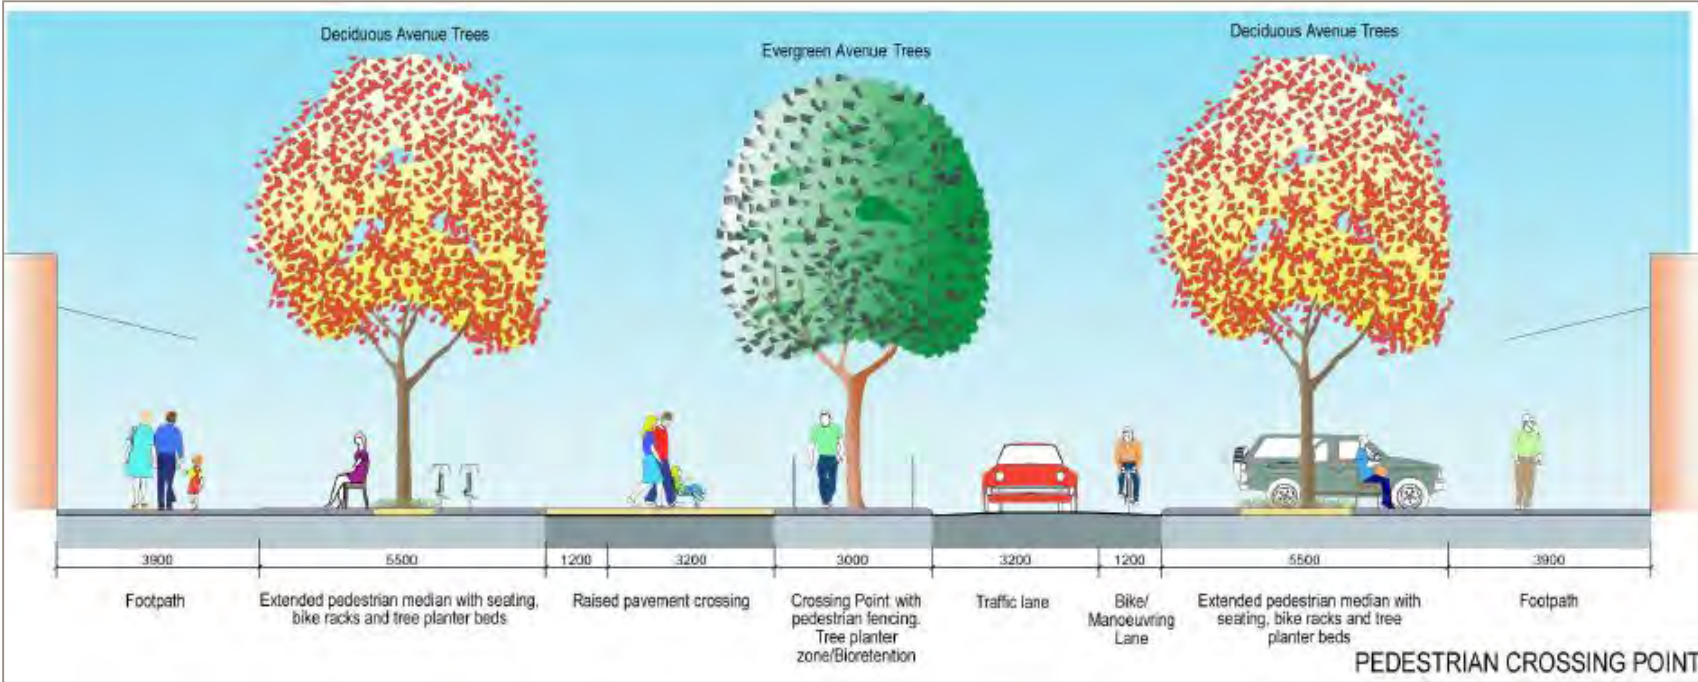 Deciduous Avenue Trees
Evergreen Avenue Trees
Deciduous Avenue Trees
3900
5500
1200
3200
3000
3200
1200
5500
3900
Footpath
Extended pedestrian median with seating,
bike racks and tree planter beds
Raised pavement crossing
Crossing Point with
pedestrian fencing.
Tree planter
zone/Bioretention
Traffic lane
Bike/
Manoeuvring
Lane
Extended pedestrian median with
seating, bike racks and tree
planter beds
Footpath
PEDESTRIAN CROSSING POINT